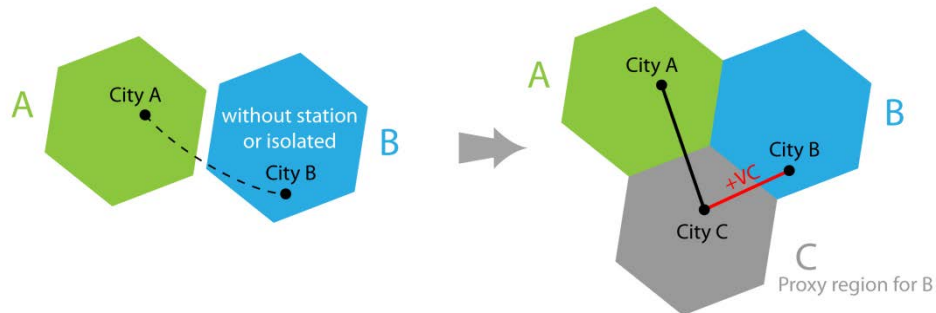 A
City A
without station
or isolated
B
City B
A
City A
B
City B
+VC
City C
C
Proxy region for B